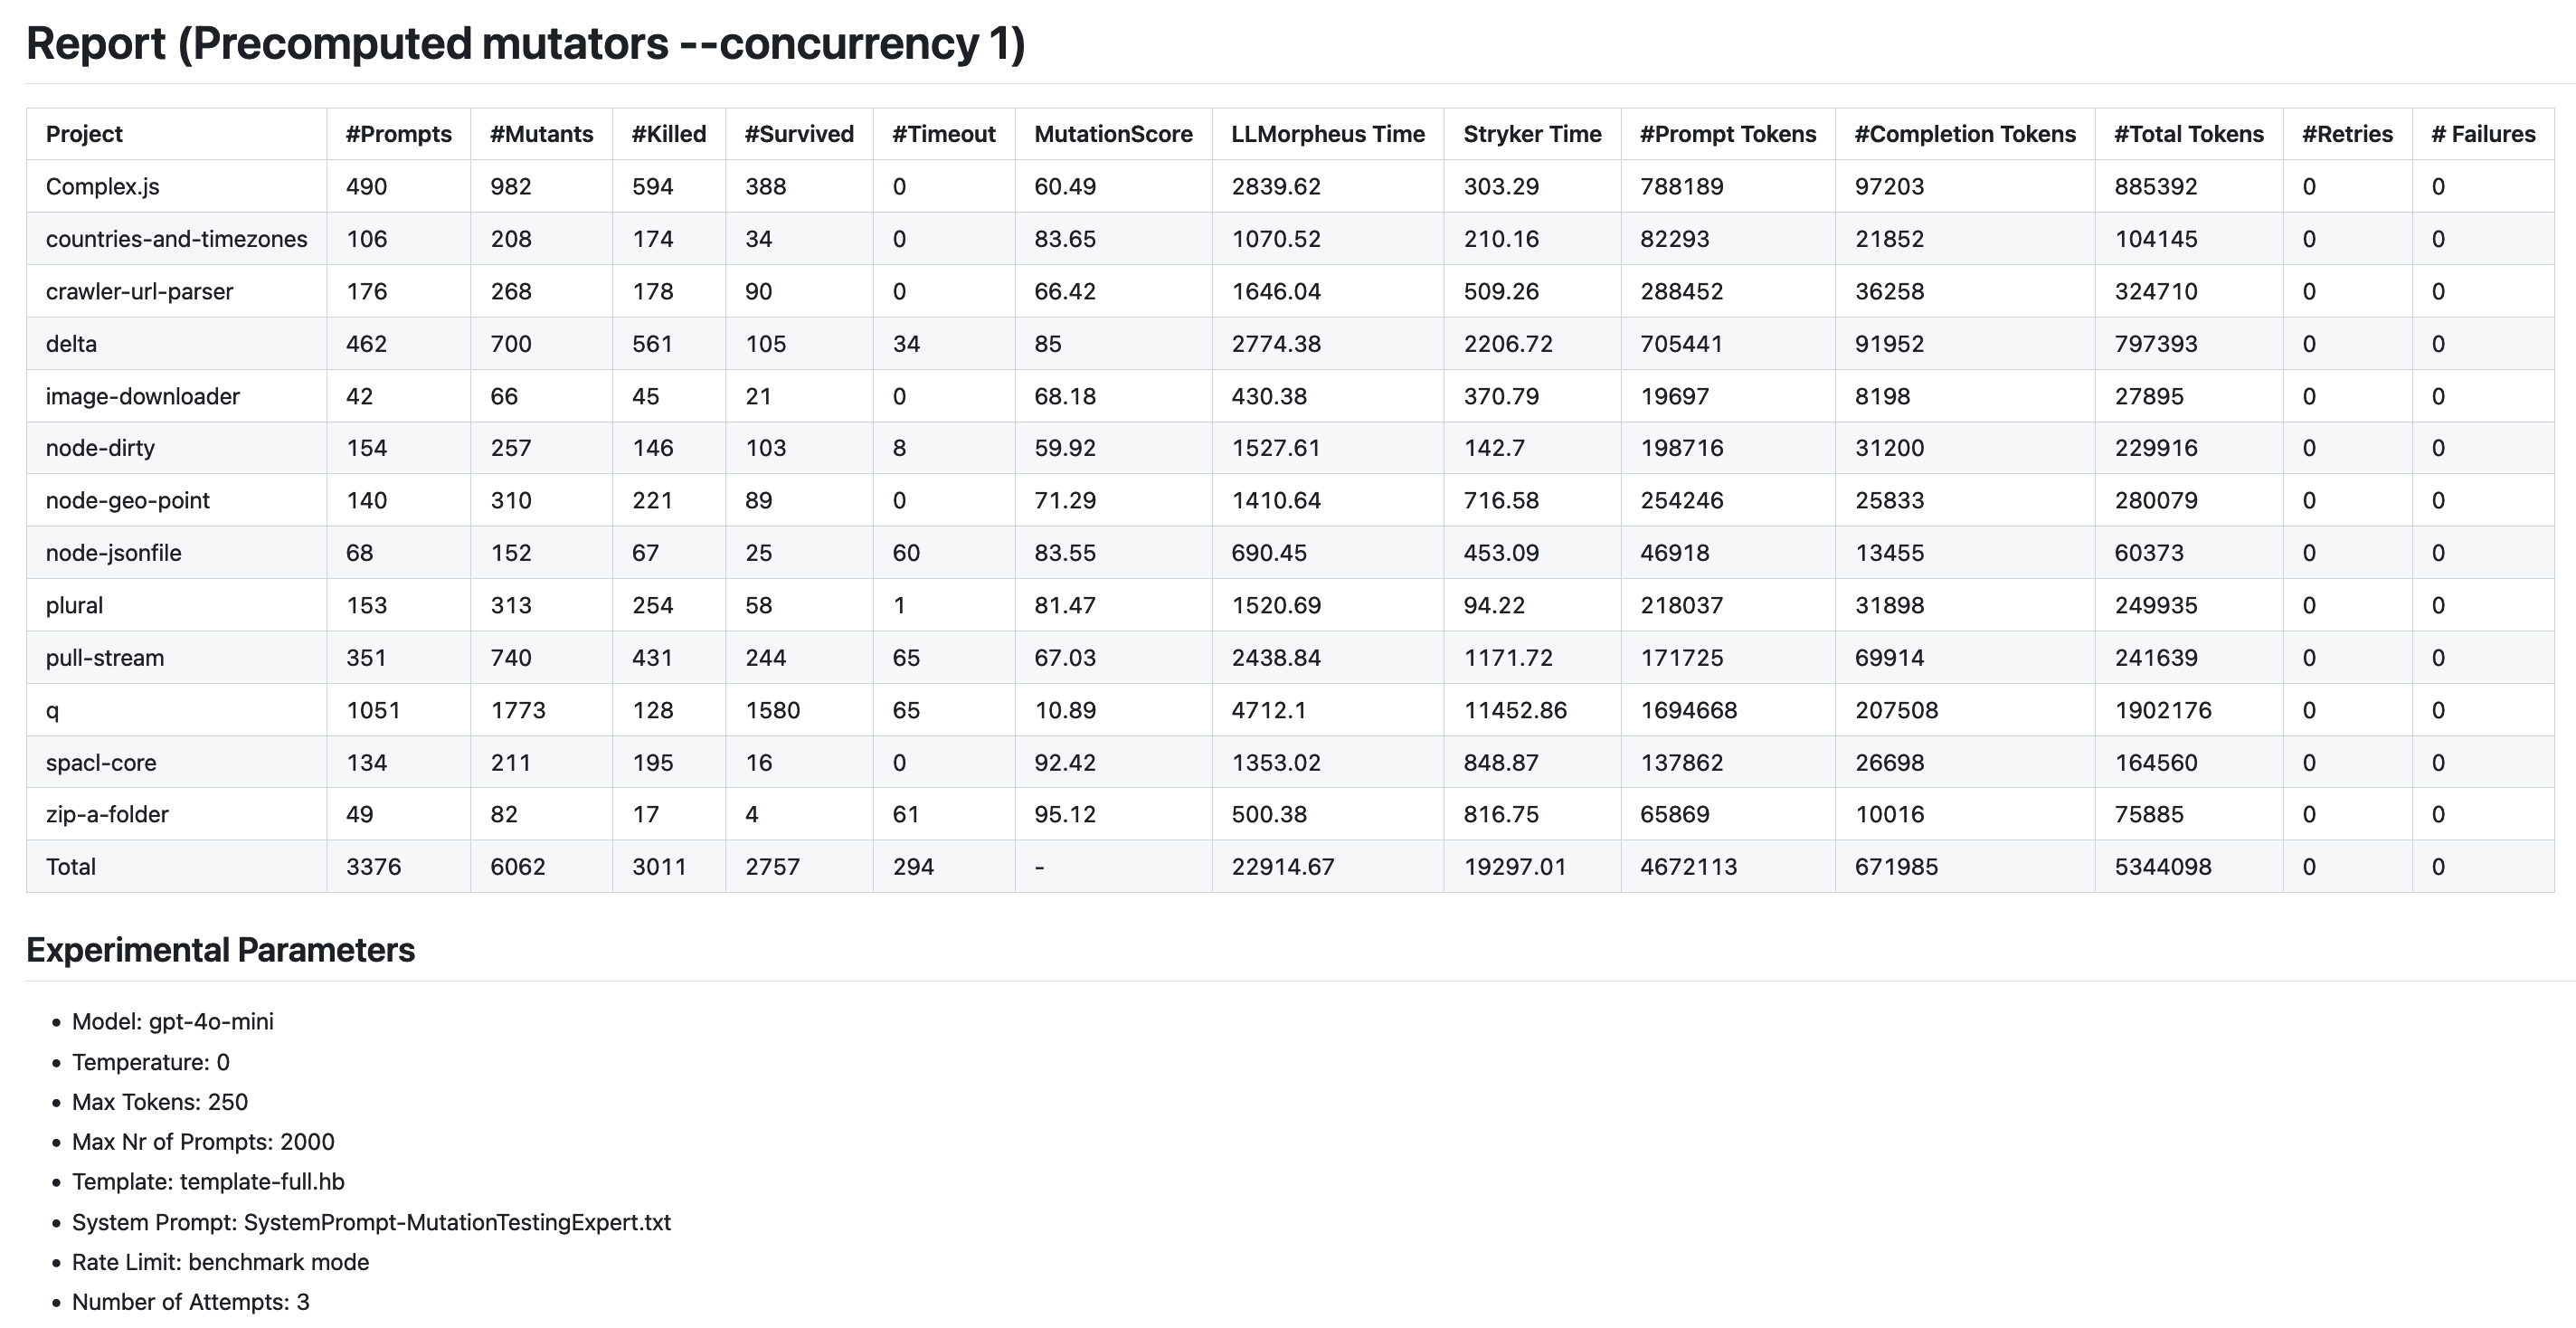 Report (Precomputed mutators --concurrency 1)
Project #Prompts #Mutants #Killed #Survived #Timeout MutationScore LLMorpheus Time Stryker Time #Prompt Tokens #Completion Tokens #Total Tokens #Retries # Failures
Complex.js 490 982 594 388 0 60.49 2839.62 303.29 788189 97203 885392 0 0
countries-and-timezones 106 208 174 34 0 83.65 1070.52 210.16 82293 21852 104145 0 0
crawler-url-parser 176 268 178 90 0 66.42 1646.04 509.26 288452 36258 324710 0 0
delta 462 700 561 105 34 85 2774.38 2206.72 705441 91952 797393 0 0
image-downloader 42 66 45 21 0 68.18 430.38 370.79 19697 8198 27895 0 0
node-dirty 154 257 146 103 8 59.92 1527.61 142.7 198716 31200 229916 0 0
node-geo-point 140 310 221 89 0 71.29 1410.64 716.58 254246 25833 280079 0 0
node-jsonfile 68 152 67 25 60 83.55 690.45 453.09 46918 13455 60373 0 0
plural 153 313 254 58 1 81.47 1520.69 94.22 218037 31898 249935 0 0
pull-stream 351 740 431 244 65 67.03 2438.84 1171.72 171725 69914 241639 0 0
q 1051 1773 128 1580 65 10.89 4712.1 11452.86 1694668 207508 1902176 0 0
spacl-core 134 211 195 16 0 92.42 1353.02 848.87 137862 26698 164560 0 0
zip-a-folder 49 82 17 4 61 95.12 500.38 816.75 65869 10016 75885 0 0
Total 3376 6062 3011 2757 294 - 22914.67 19297.01 4672113 671985 5344098 0 0
Experimental Parameters
• Model: gpt-4o-mini
• Temperature: 0
• Max Tokens: 250
• Max Nr of Prompts: 2000
• Template: template-full.hb
• System Prompt: SystemPrompt-MutationTestingExpert.txt
• Rate Limit: benchmark mode
• Number of Attempts: 3